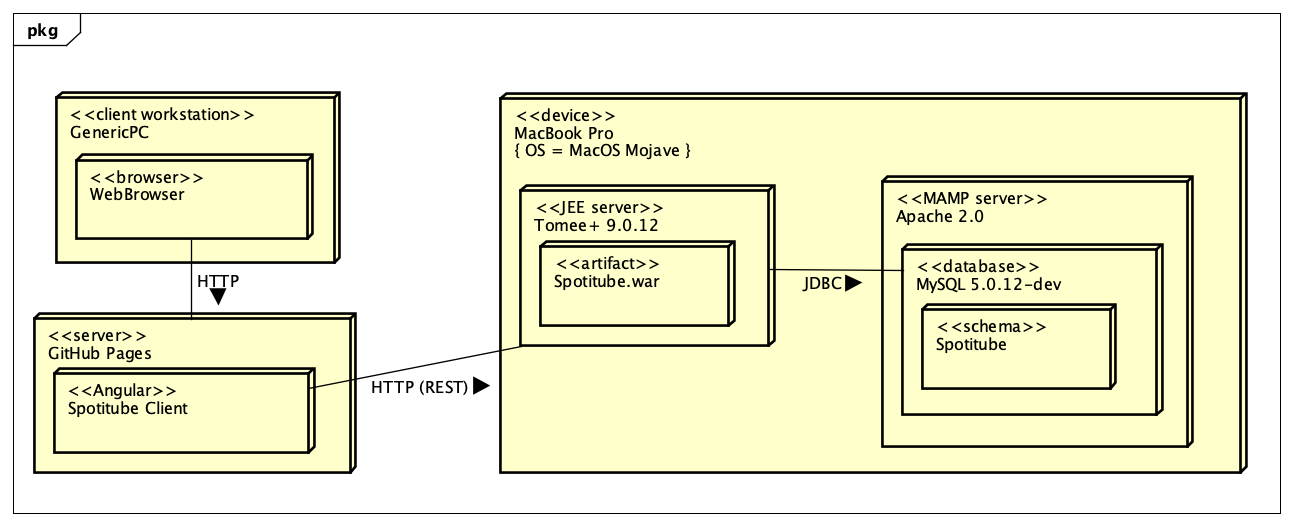 pkg
<<client workstation>>
GenericPC
<<browser>>
WebBrowser
HTTP
<<server>>
GitHub Pages
<<Angular>>
Spotitube Client
HTTP (REST)
<<device>>
MacBook Pro
{ OS = MacOS Mojave }
<<JEE server>>
Tomee+ 9.0.12
<<artifact>>
Spotitube.war
JDBC
<<MAMP server>>
Apache 2.0
<<database>>
MySQL 5.0.12-dev
<<schema>>
Spotitube